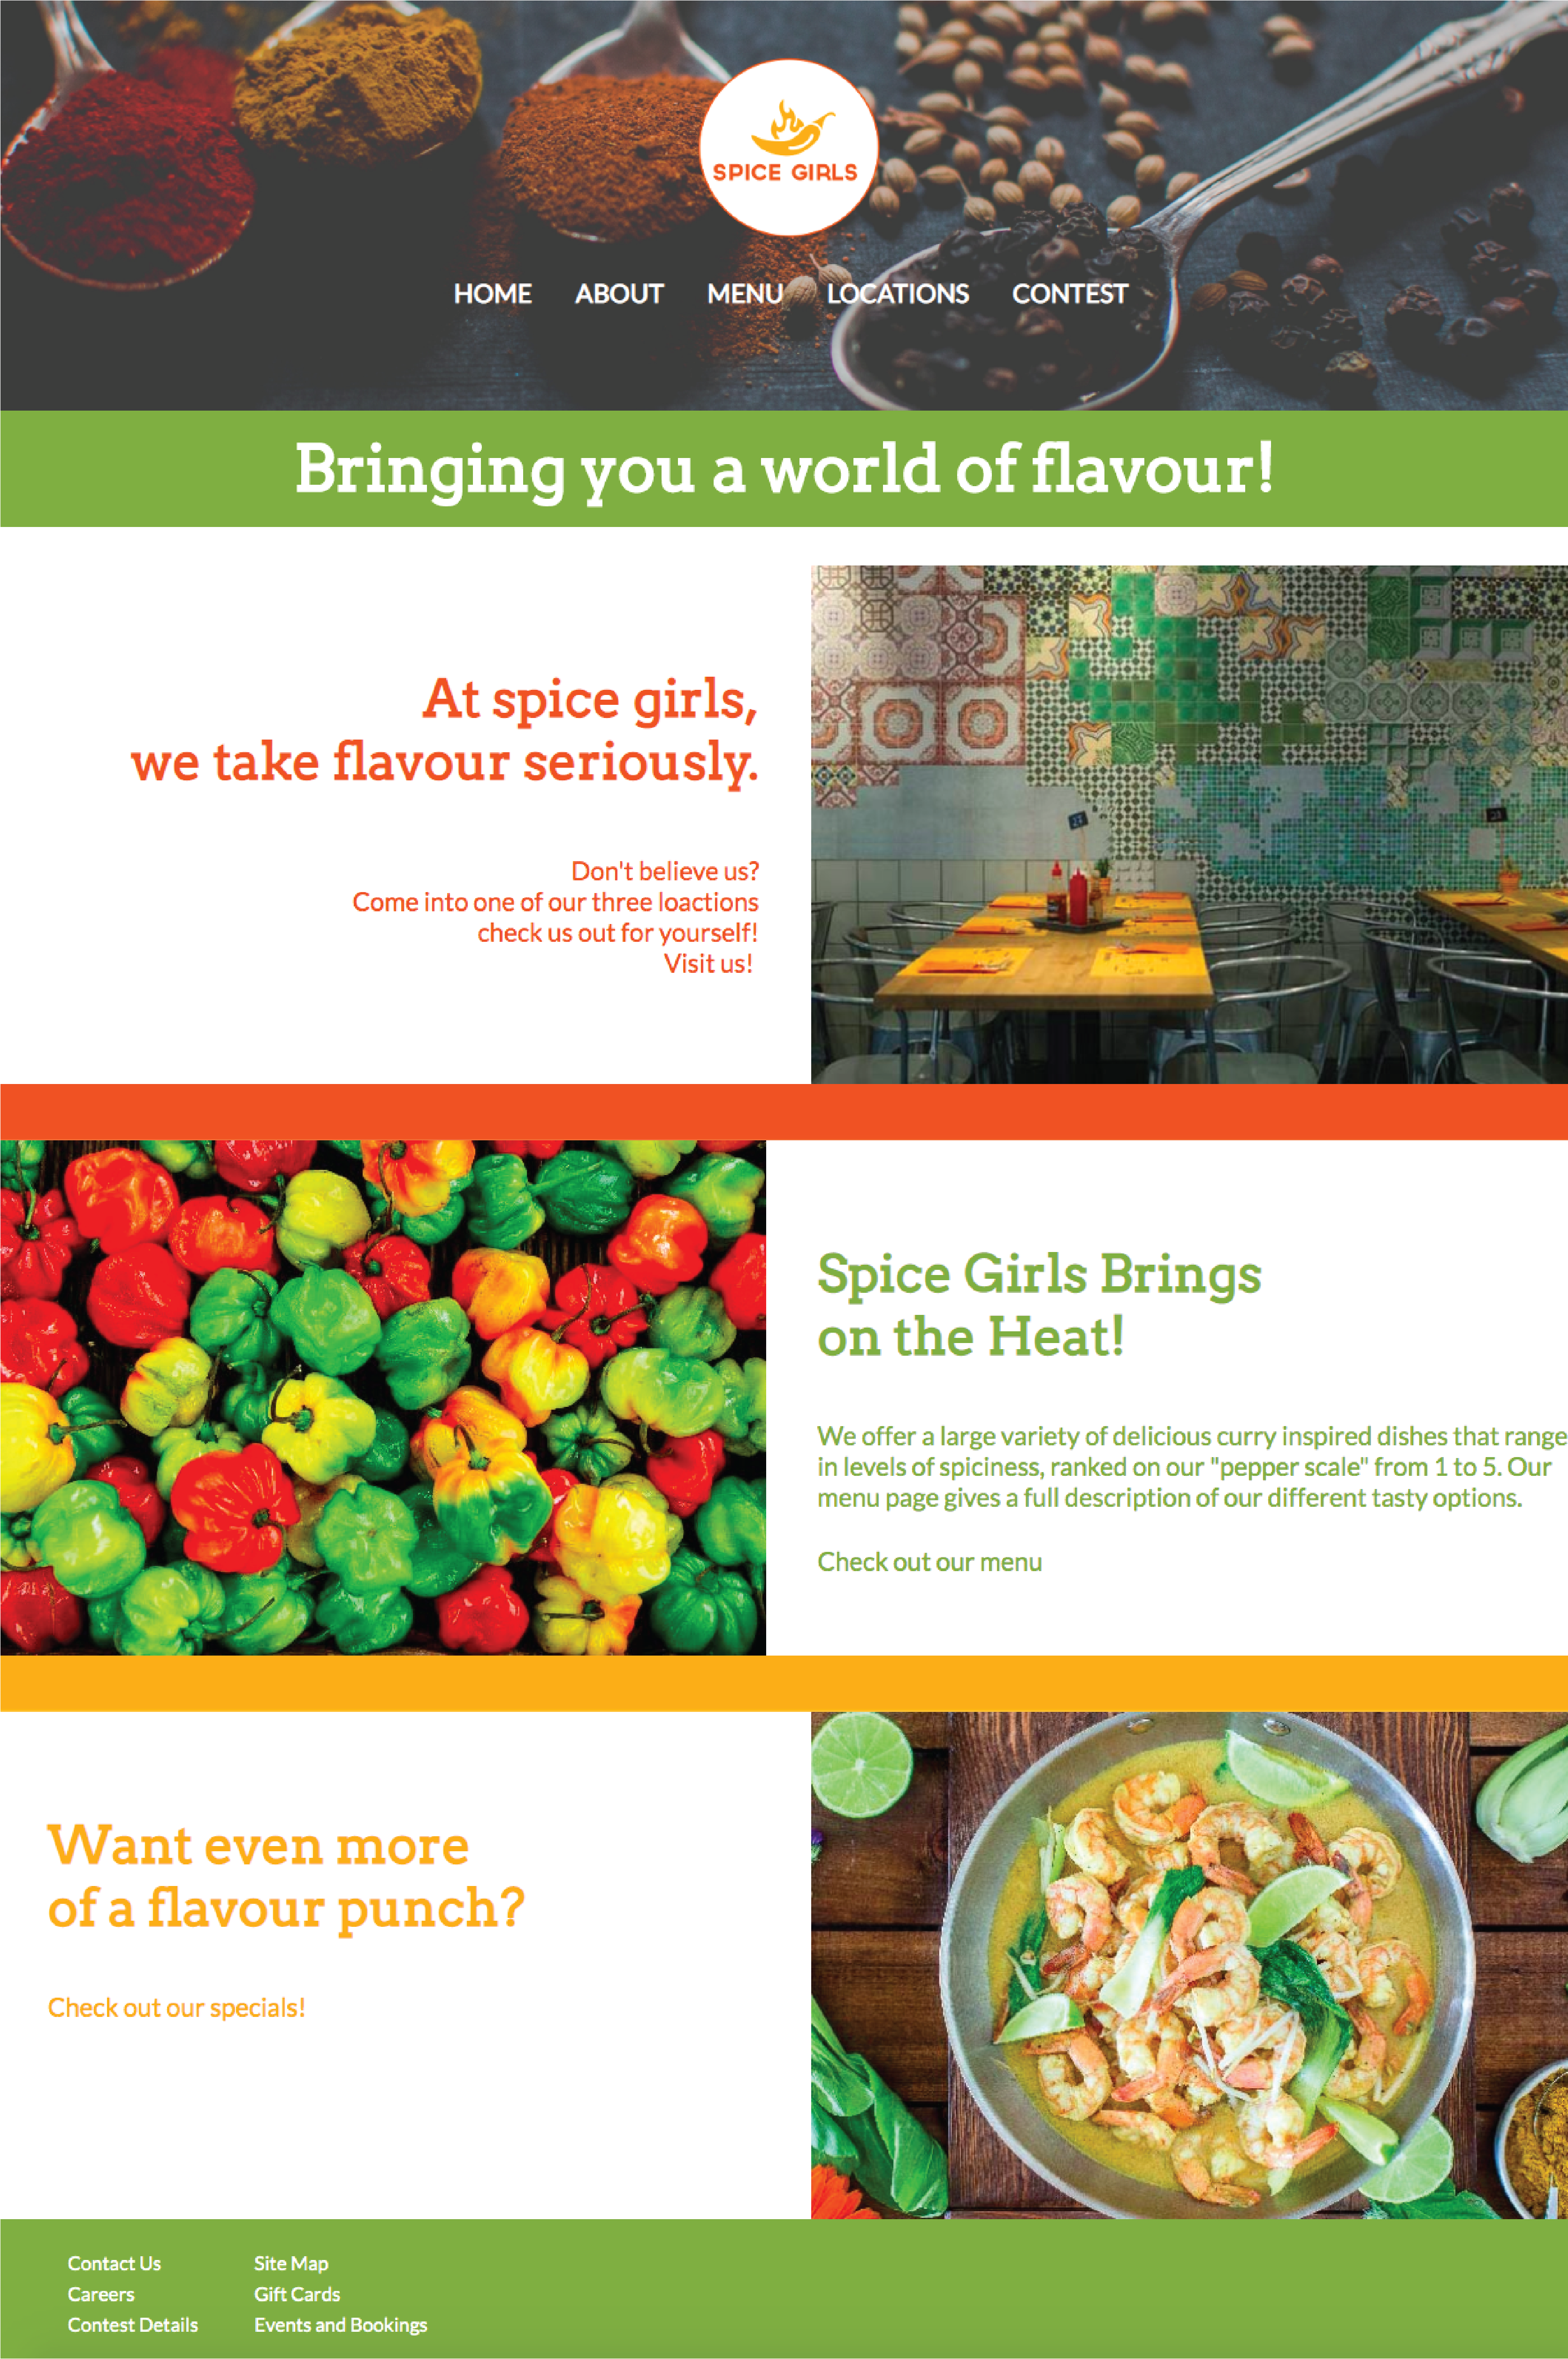 SPICE GIRLS
HOME ABOUT MENU LOCATIONS CONTEST
Bringing you a world of flavour!
At spice girls,
we take flavour seriously.
Don't believe us?
Come into one of our three loactions
check us out for yourself!
Visit us!
Spice Girls Brings
on the Heat!
We offer a large variety of delicious curry inspired dishes that range
in levels of spiciness, ranked on our "pepper scale" from 1 to 5. Our
menu page gives a full description of our different tasty options.
Check out our menu
Want even more
of a flavour punch?
Check out our specials!
Contact Us Site Map
Careers Gift Cards
Contest Details Events and Bookings